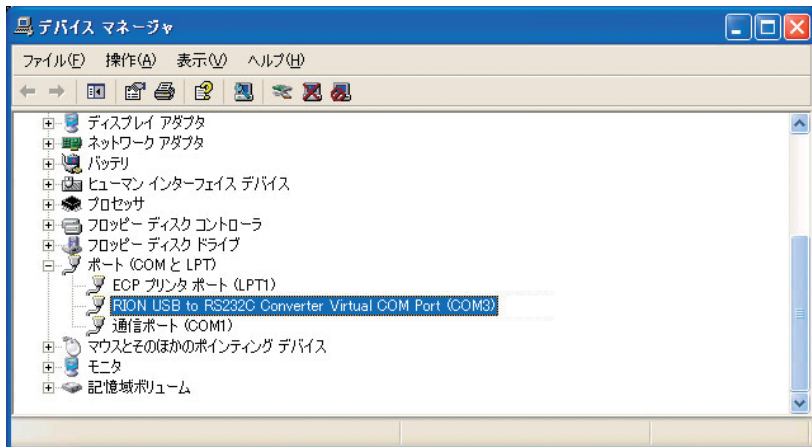 デバイス マネージャ
ファイル(F) 操作(A) 表示(V) ヘルプ(H)
ディスプレイ アダプタ
ネットワーク アダプタ
バッテリ
ヒューマン インターフェイス デバイス
プロセッサ
フロッピー ディスク コントローラ
フロッピー ディスク ドライブ
ポート (COM と LPT)
ECP プリンタ ポート (LPT1)
RION USB to RS232C Converter Virtual COM Port (COM3)
通信ポート (COM1)
マウスとそのほかのポインティング デバイス
モニタ
記憶域ボリューム